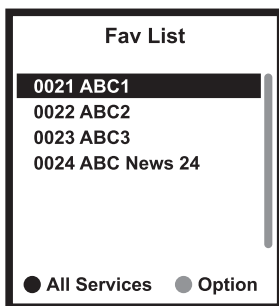 Fav List
0021 ABC1
0022 ABC2
0023 ABC3
0024 ABC News 24
All Services Option